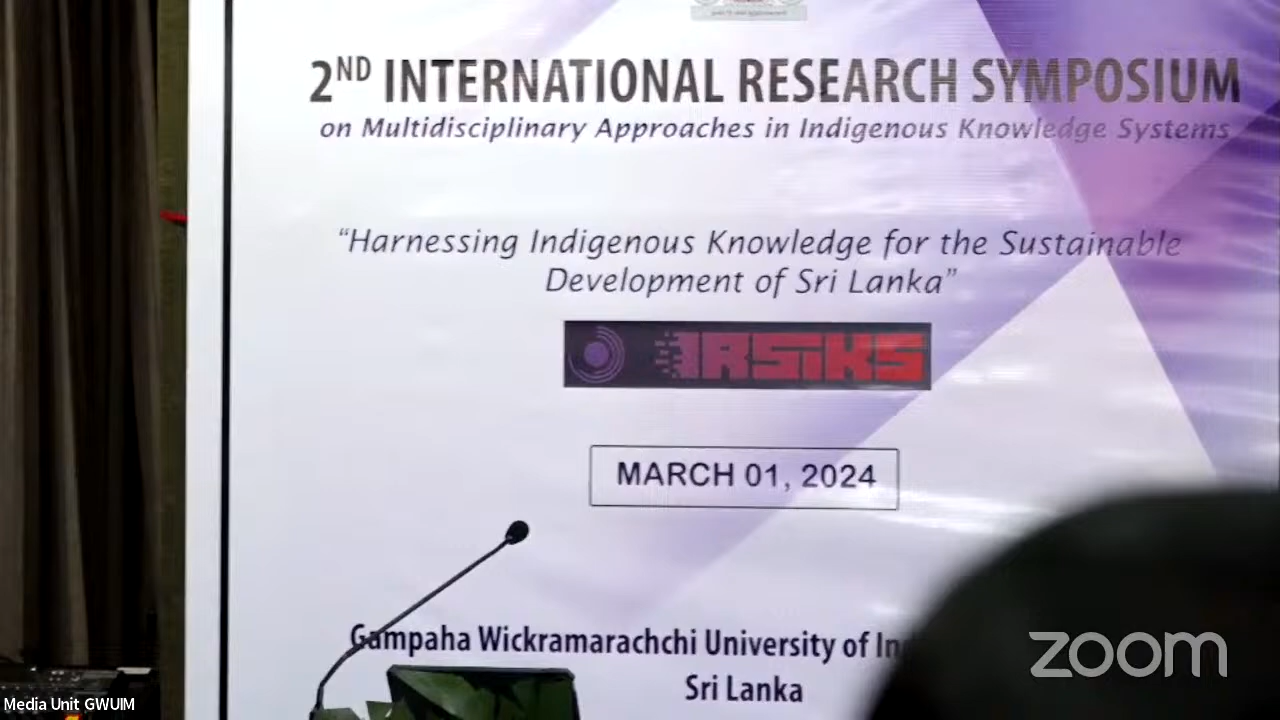 2ND INTERNATIONAL RESEARCH SYMPOSIUM
on Multidisciplinary Approaches in Indigenous Knowledge Systems
“Harnessing Indigenous Knowledge for the Sustainable
Development of Sri Lanka”
IRSIKS
MARCH 01, 2024
Gampaha Wickramarachchi University of In
Sri Lanka
zoom
Media Unit GWUIM